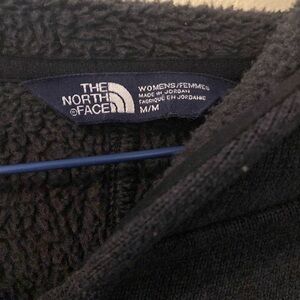 THE
NORTH
FACE
WOMENS/FEMMES
MADE IN JORDAN
FABRIQUÉ EN JORDANIE
M/M